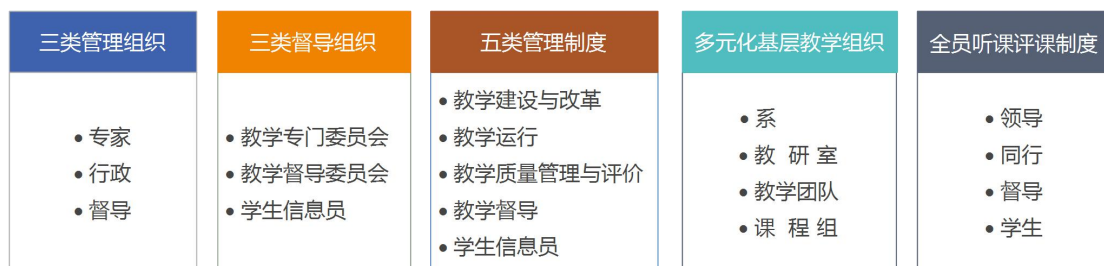 三类管理组织
• 专家
• 行政
• 督导
三类督导组织
• 教学专门委员会
• 教学督导委员会
• 学生信息员
五类管理制度
• 教学建设与改革
• 教学运行
• 教学质量管理与评价
• 教学督导
• 学生信息员
多元化基层教学组织
• 系
• 教 研 室
• 教学团队
• 课 程 组
全员听课评课制度
• 领导
• 同行
• 督导
• 学生